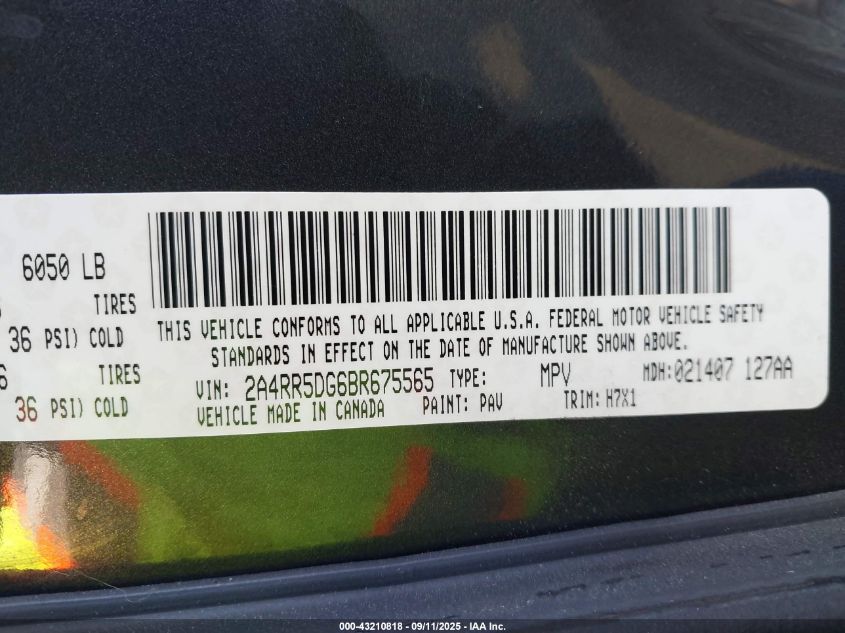 6050 LB
TIRES
36 PSI) COLD
TIRES
36 PSI) COLD
THIS VEHICLE CONFORMS TO ALL APPLICABLE U.S.A. FEDERAL MOTOR VEHICLE SAFETY
STANDARDS IN EFFECT ON THE DATE OF MANUFACTURE SHOWN ABOVE.
VIN: 2A4RR5DG6BR675565 TYPE: MPV MDH:021407 127AA
VEHICLE MADE IN CANADA PAINT: PAV TRIM: H7X1
000-43210818 - 09/11/2025 - IAA Inc.